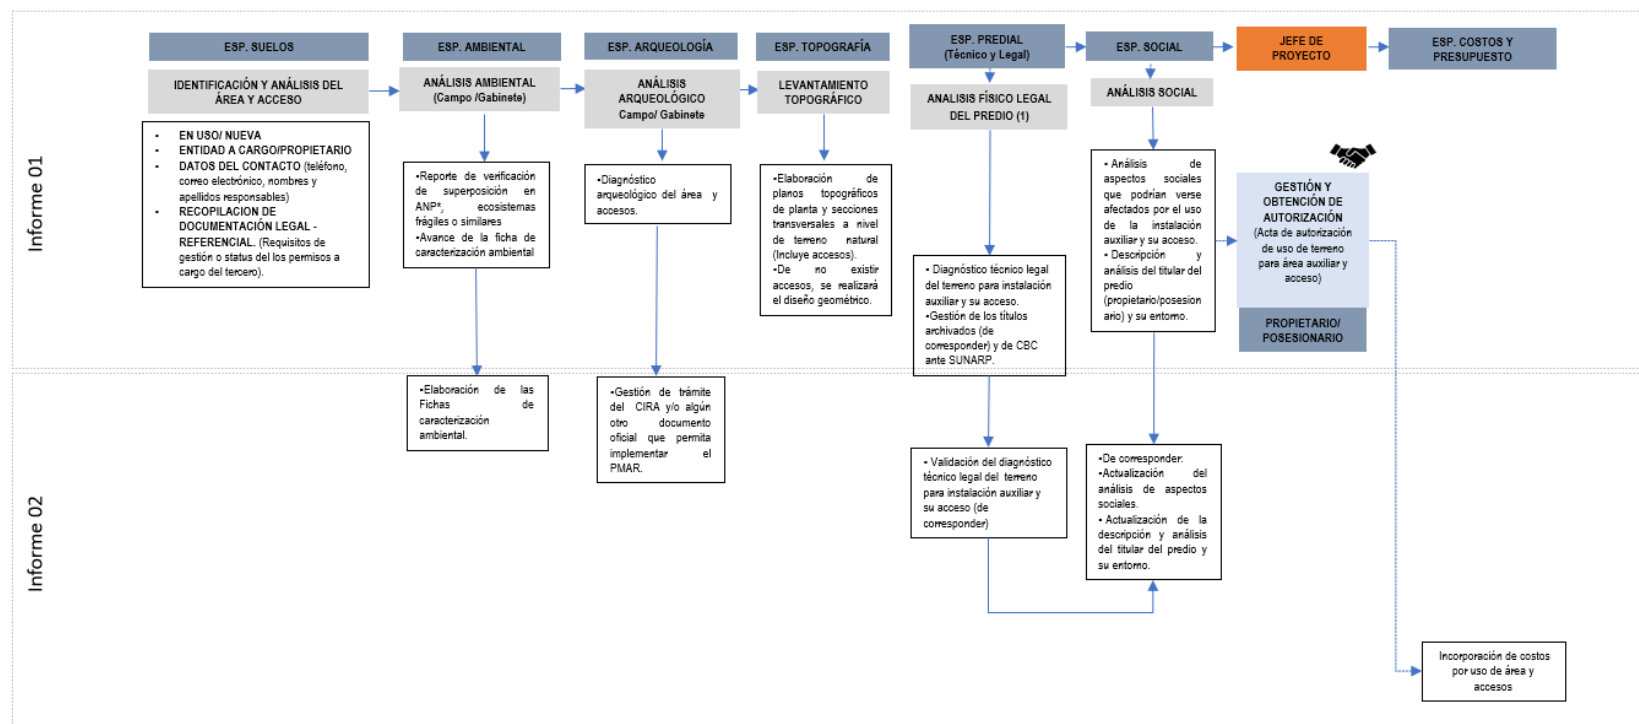 Informe 01
ESP. SUELOS
IDENTIFICACIÓN Y ANÁLISIS DEL
ÁREA Y ACCESO
• EN USO/ NUEVA
• ENTIDAD A CARGO/PROPIETARIO
• DATOS DEL CONTACTO (teléfono,
correo electrónico, nombres y
apellidos responsables)
• RECOPILACION DE
DOCUMENTACIÓN LEGAL -
REFERENCIAL. (Requisitos de
gestión o status del los permisos a
cargo del tercero).
ESP. AMBIENTAL
ANÁLISIS AMBIENTAL
(Campo /Gabinete)
•Reporte de verificación
de superposición en
ANP*, ecosistemas
frágiles o similares
•Avance de la ficha de
caracterización ambiental
ESP. ARQUEOLOGÍA
ANÁLISIS
ARQUEOLÓGICO
Campo/ Gabinete
•Diagnóstico
arqueológico del área y
accesos.
ESP. TOPOGRAFÍA
LEVANTAMIENTO
TOPOGRÁFICO
•Elaboración de
planos topográficos
de planta y secciones
transversales a nivel
de terreno natural
(Incluye accesos).
•De no existir
accesos, se realizará
el diseño geométrico.
ESP. PREDIAL
(Técnico y Legal)
ANALISIS FÍSICO LEGAL
DEL PREDIO (1)
• Diagnóstico técnico legal
del terreno para instalación
auxiliar y su acceso.
•Gestión de los títulos
archivados (de
corresponder) y de CBC
ante SUNARP.
ESP. SOCIAL
ANÁLISIS SOCIAL
• Análisis de
aspectos sociales
que podrían verse
afectados por el uso
de la instalación
auxiliar y su acceso.
• Descripción y
análisis del titular del
predio
(propietario/posesion
ario) y su entorno.
JEFE DE
PROYECTO
GESTIÓN Y
OBTENCIÓN DE
AUTORIZACIÓN
(Acta de autorización
de uso de terreno
para área auxiliar y
acceso)
PROPIETARIO/
POSESIONARIO
ESP. COSTOS Y
PRESUPUESTO
Informe 02
•Elaboración de las
Fichas de
caracterización
ambiental.
•Gestión de trámite
del CIRA y/o algún
otro documento
oficial que permita
implementar el
PMAR.
• Validación del diagnóstico
técnico legal del terreno
para instalación auxiliar y
su acceso (de
corresponder)
•De corresponder:
•Actualización del
análisis de aspectos
sociales.
• Actualización de la
descripción y análisis
del titular del predio y
su entorno.
Incorporación de costos
por uso de área y
accesos